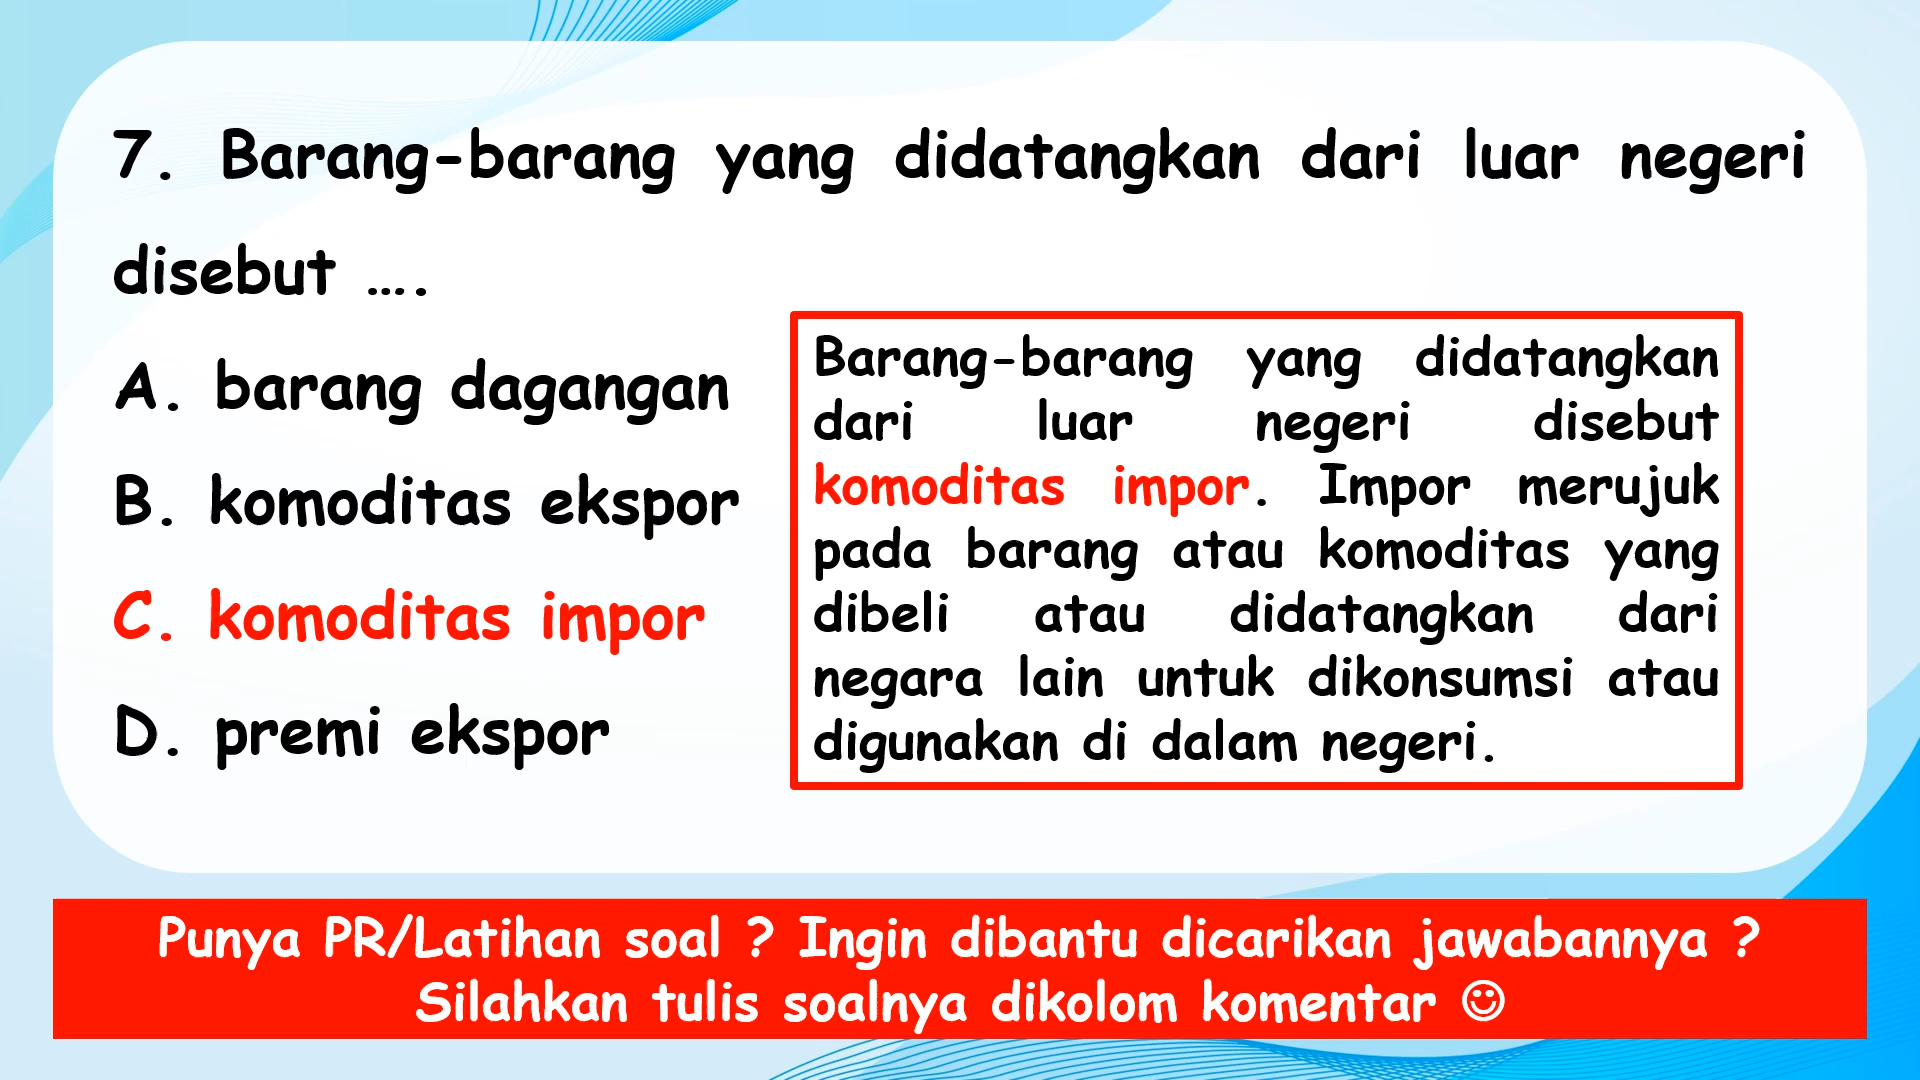 7. Barang-barang yang didatangkan dari luar negeri
disebut ....
A. barang dagangan
B. komoditas ekspor
C. komoditas impor
D. premi ekspor
Barang-barang yang didatangkan
dari luar negeri disebut
komoditas impor. Impor merujuk
pada barang atau komoditas yang
dibeli atau didatangkan dari
negara lain untuk dikonsumsi atau
digunakan di dalam negeri.
Punya PR/Latihan soal ? Ingin dibantu dicarikan jawabannya ?
Silahkan tulis soalnya dikolom komentar ☺